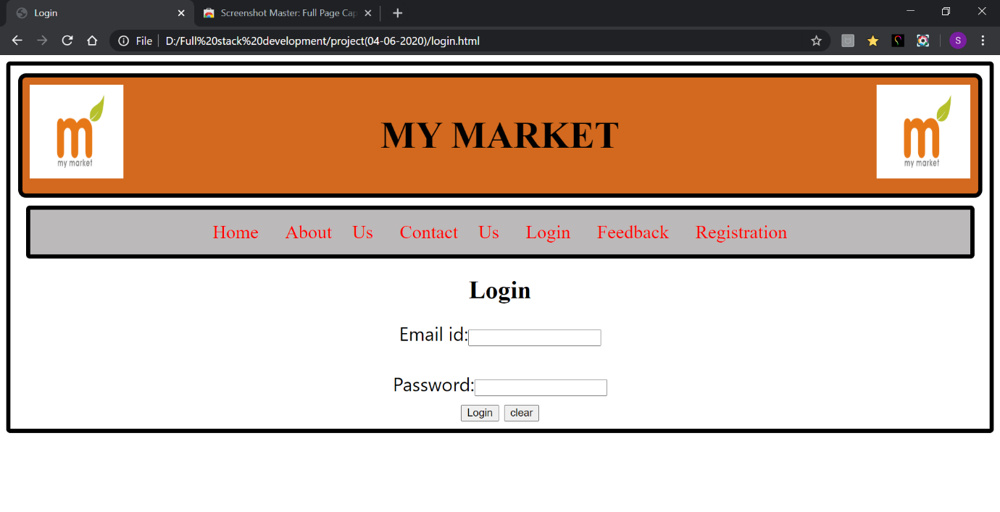 Login
Screenshot Master: Full Page Cap
File D:/Full%20stack%20development/project(04-06-2020)/login.html
S
MY MARKET
m
my market
m
my market
Home About Us Contact Us Login Feedback Registration
Login
Email id:
Password:
Login clear